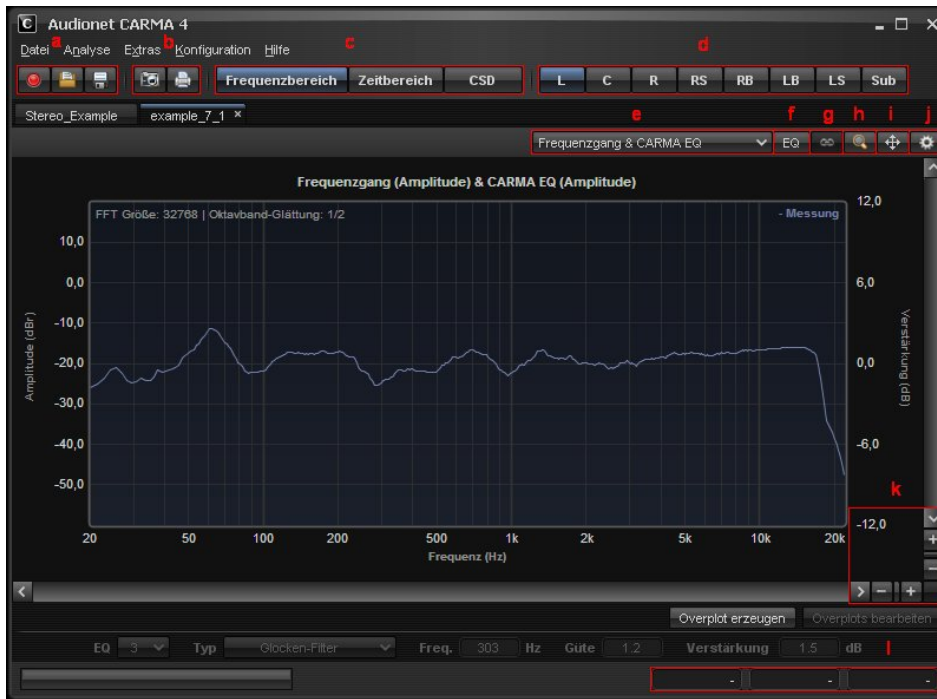 C Audionet CARMA 4
Datei a Analyse Extras b Konfiguration Hilfe c d
Frequenzbereich Zeitbereich CSD L C R RS RB LB LS Sub
Stereo_Example example_7_1 × e f g h i j
Frequenzgang & CARMA EQ EQ
Frequenzgang (Amplitude) & CARMA EQ (Amplitude)
FFT Größe: 32768 | Oktavband-Glättung: 1/2 - Messung 12,0
10,0
0,0 6,0
-10,0
Amplitude (dBr) -20,0 0,0 Verstärkung (dB)
-30,0
-40,0 -6,0
-50,0 k
-12,0
20 50 100 200 500 1k 2k 5k 10k 20k
Frequenz (Hz)
Overplot erzeugen Overplots bearbeiten
EQ 3 Typ Glocken-Filter Freq. 303 Hz Güte 1.2 Verstärkung 1.5 dB l
- - -